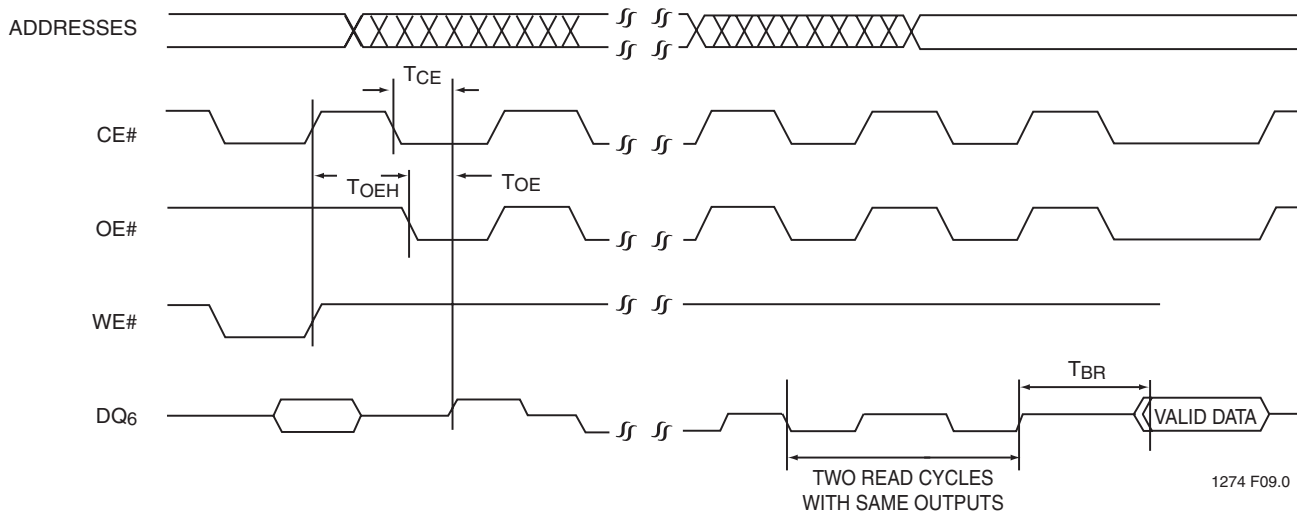 ADDRESSES
TCE
CE#
TOEH
TOE
OE#
WE#
TBR
DQ6
VALID DATA
TWO READ CYCLES
WITH SAME OUTPUTS
1274 F09.0